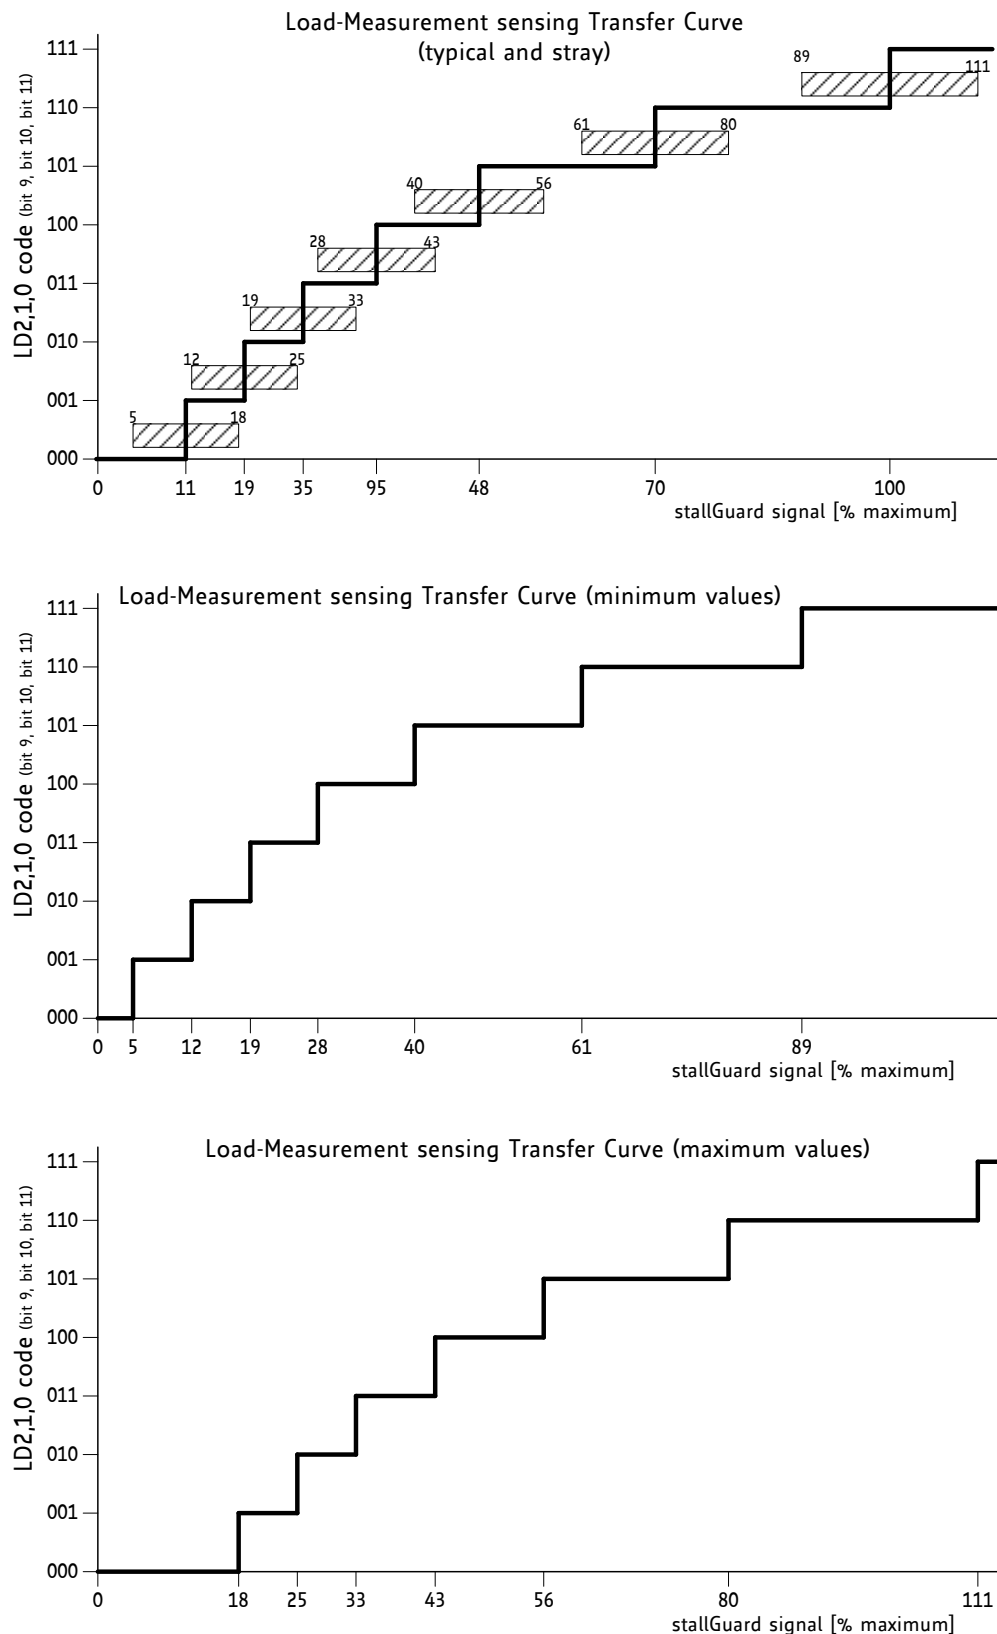 Load-Measurement sensing Transfer Curve
(typical and stray)
LD2,1,0 code (bit 9, bit 10, bit 11)
111
110
101
100
011
010
001
000
89
111
61
80
40
56
28
43
19
33
12
25
5
18
0 11 19 35 95 48 70 100
stallGuard signal [% maximum]
Load-Measurement sensing Transfer Curve (minimum values)
LD2,1,0 code (bit 9, bit 10, bit 11)
111
110
101
100
011
010
001
000
0 5 12 19 28 40 61 89
stallGuard signal [% maximum]
Load-Measurement sensing Transfer Curve (maximum values)
LD2,1,0 code (bit 9, bit 10, bit 11)
111
110
101
100
011
010
001
000
0 18 25 33 43 56 80 111
stallGuard signal [% maximum]